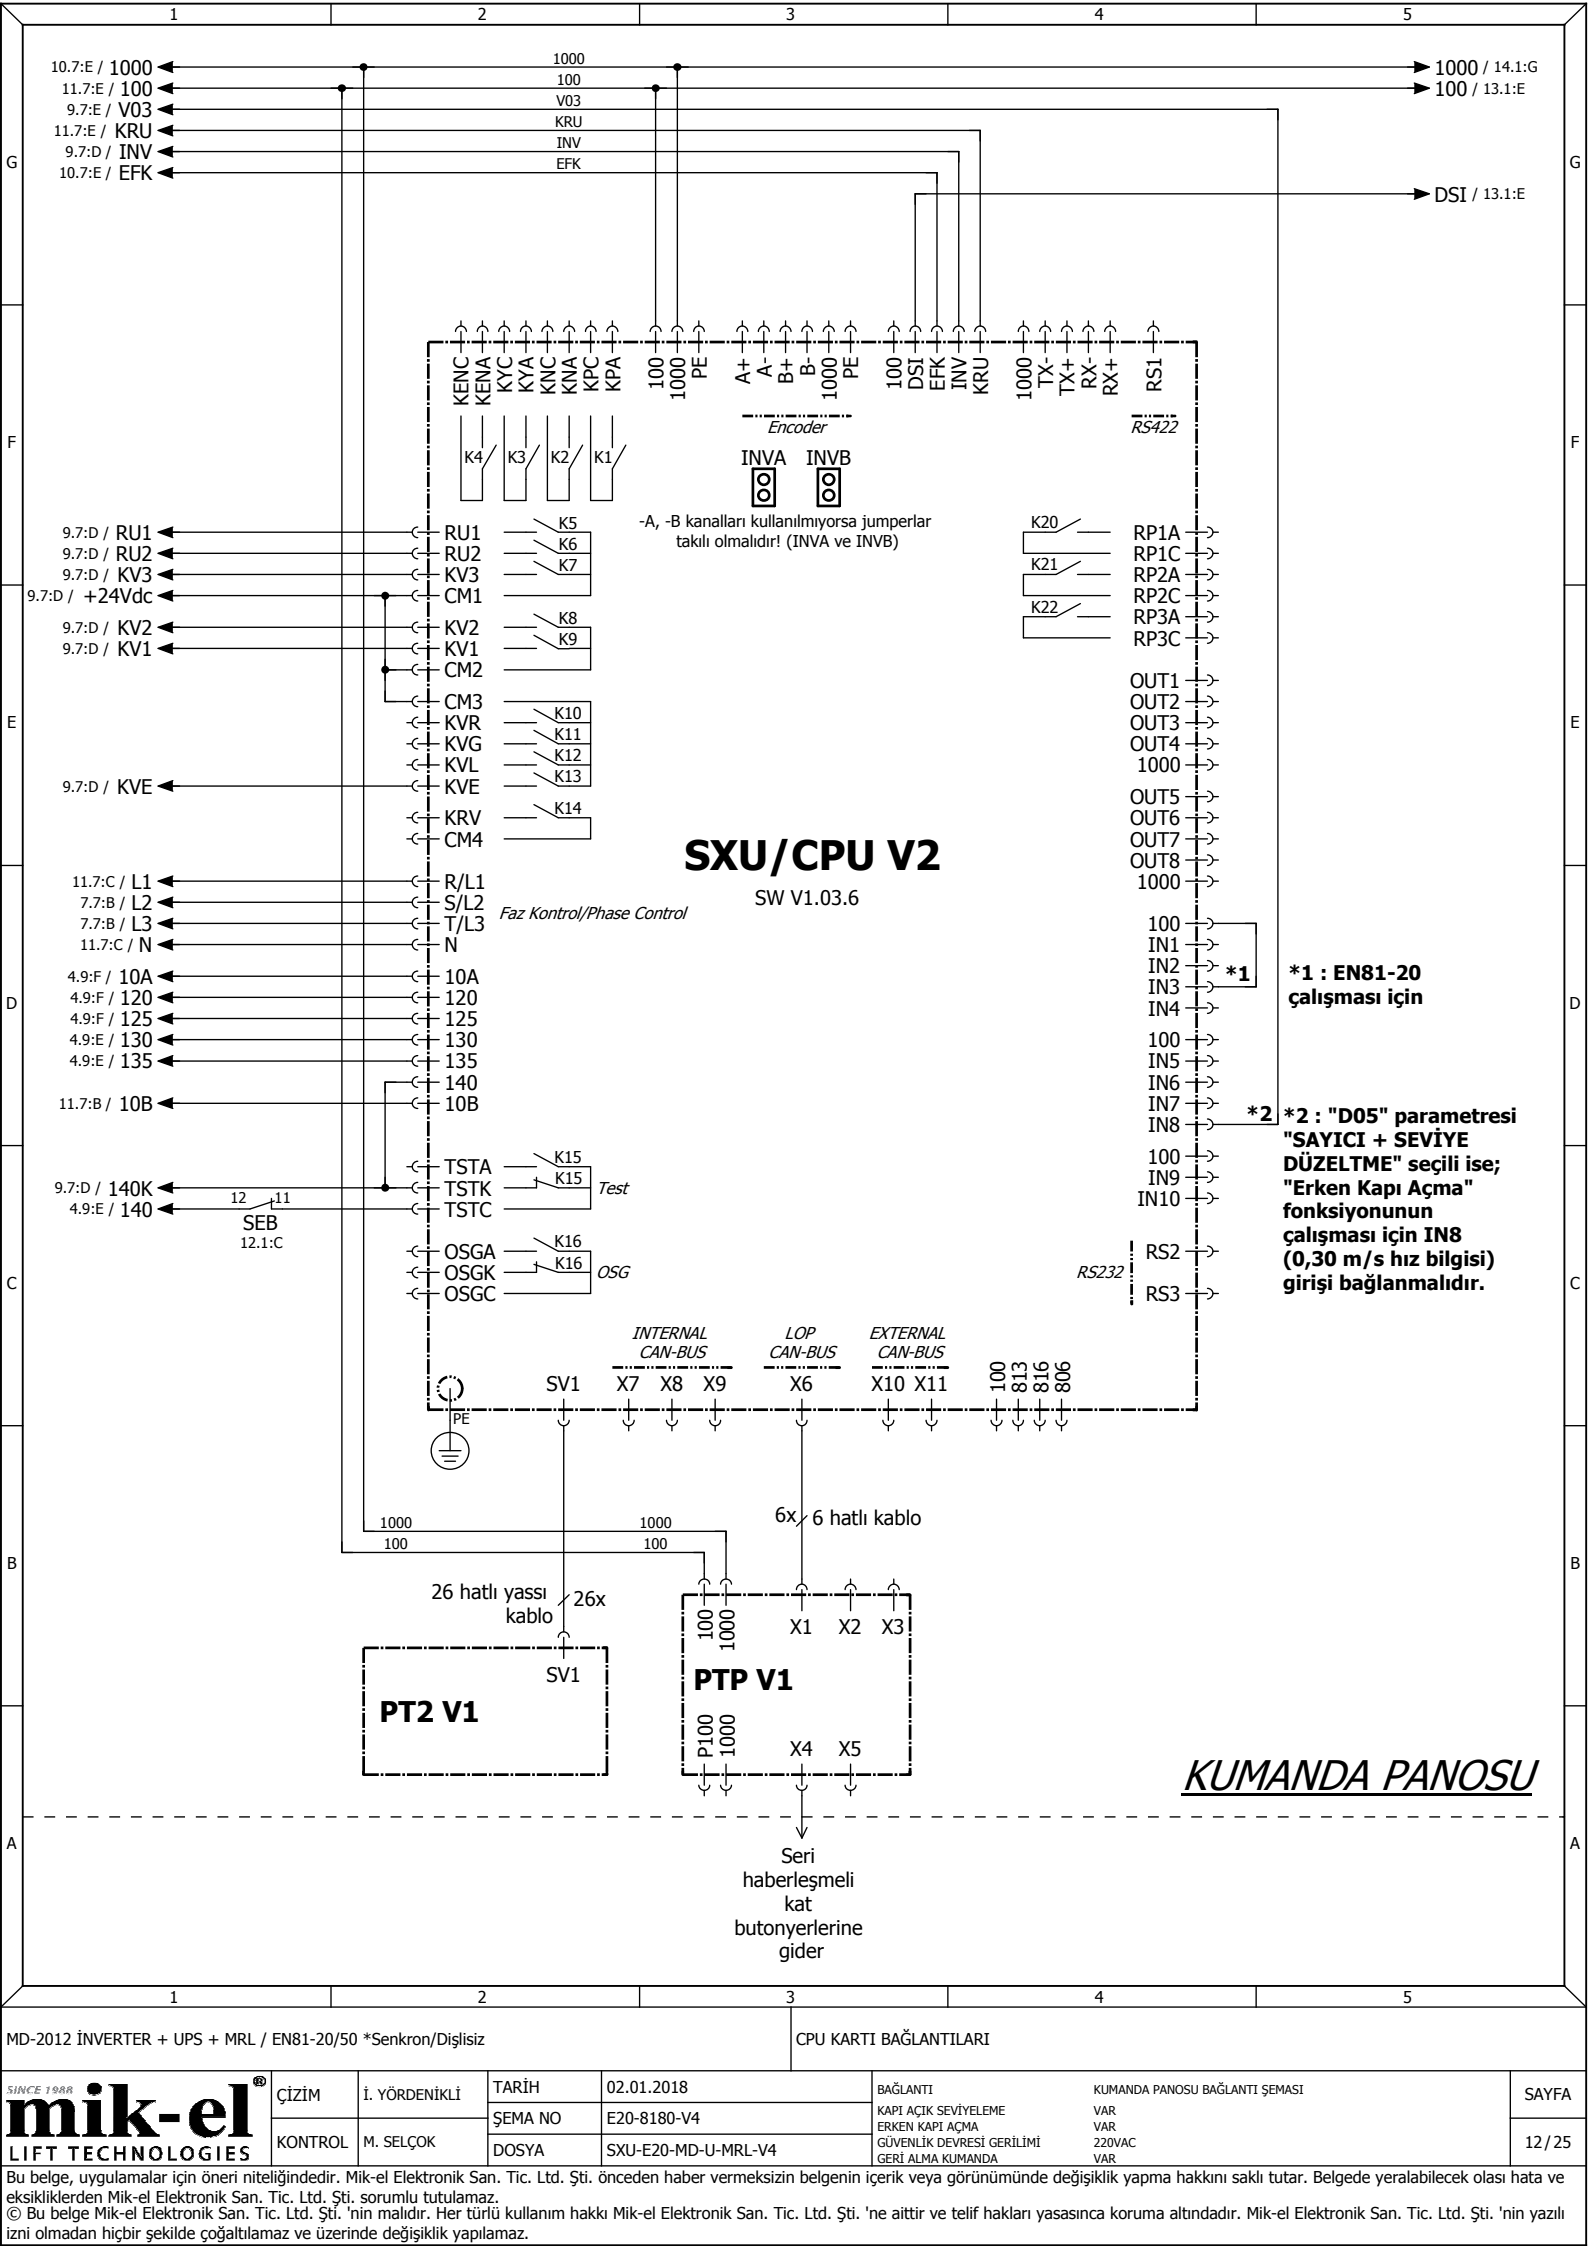 1 2 3 4 5
10.7:E / 1000 1000 1000 / 14.1:G
11.7:E / 100 100 100 / 13.1:E
9.7:E / V03 V03
11.7:E / KRU KRU
9.7:D / INV INV
10.7:E / EFK EFK
G G
DSI / 13.1:E
KENC KENA KYC KYA KNC KNA KPC KPA 100 1000 PE A+ A- B+ B- 1000 PE 100 DSI EFK INV KRU 1000 TX- TX+ RX- RX+ RS1
Encoder RS422
F F
K4 K3 K2 K1 INVA INVB
-A, -B kanalları kullanılmıyorsa jumperlar
takılı olmalıdır! (INVA ve INVB)
9.7:D / RU1 RU1 K5 K20 RP1A
9.7:D / RU2 RU2 K6 RP1C
9.7:D / KV3 KV3 K7 K21 RP2A
9.7:D / +24Vdc CM1 RP2C
9.7:D / KV2 KV2 K8 K22 RP3A
9.7:D / KV1 KV1 K9 RP3C
CM2
OUT1
CM3 OUT2
E KVR K10 OUT3 E
KVG K11 OUT4
KVL K12 1000
9.7:D / KVE KVE K13
OUT5
KRV K14 OUT6
CM4 OUT7
OUT8
SXU/CPU V2
SW V1.03.6
11.7:C / L1 R/L1 1000
7.7:B / L2 S/L2
Faz Kontrol/Phase Control
7.7:B / L3 T/L3 100
11.7:C / N N IN1
IN2
4.9:F / 10A 10A *1 *1 : EN81-20
IN3
çalışması için
D 4.9:F / 120 120 IN4 D
4.9:F / 125 125
4.9:E / 130 130 100
4.9:E / 135 135 IN5
140 IN6
11.7:B / 10B 10B IN7
IN8 *2 *2 : "D05" parametresi
"SAYICI + SEVİYE
DÜZELTME" seçili ise;
"Erken Kapı Açma"
fonksiyonunun
çalışması için IN8
(0,30 m/s hız bilgisi)
girişi bağlanmalıdır.
TSTA K15 100
9.7:D / 140K TSTK K15 Test IN9
4.9:E / 140 12 11 TSTC IN10
SEB
12.1:C
OSGA K16 RS2
C OSGK K16 OSG RS232 C
OSGC RS3
INTERNAL CAN-BUS LOP CAN-BUS EXTERNAL CAN-BUS
SV1 X7 X8 X9 X6 X10 X11 100 813 816 806
PE
6x 6 hatlı kablo
1000 1000
100 100
B B
26 hatlı yassı kablo 26x
100 1000 X1 X2 X3
SV1
PTP V1
PT2 V1
P100 1000 X4 X5
KUMANDA PANOSU
A A
Seri
haberleşmeli
kat
butonyerlerine
gider
1 2 3 4 5
MD-2012 İNVERTER + UPS + MRL / EN81-20/50 *Senkron/Dişlisiz CPU KARTI BAĞLANTILARI
SINCE 1988
mik-el®
LIFT TECHNOLOGIES
ÇİZİM İ. YÖRDENİKLİ
KONTROL M. SELÇOK
TARİH 02.01.2018
ŞEMA NO E20-8180-V4
DOSYA SXU-E20-MD-U-MRL-V4
BAĞLANTI KUMANDA PANOSU BAĞLANTI ŞEMASI
KAPI AÇIK SEVİYELEME VAR
ERKEN KAPI AÇMA VAR
GÜVENLİK DEVRESİ GERİLİMİ 220VAC
GERİ ALMA KUMANDA VAR
SAYFA
12/25
Bu belge, uygulamalar için öneri niteliğindedir. Mik-el Elektronik San. Tic. Ltd. Şti. önceden haber vermeksizin belgenin içerik veya görünümünde değişiklik yapma hakkını saklı tutar. Belgede yeralabilecek olası hata ve
eksikliklerden Mik-el Elektronik San. Tic. Ltd. Şti. sorumlu tutulamaz.
© Bu belge Mik-el Elektronik San. Tic. Ltd. Şti. 'nin malıdır. Her türlü kullanım hakkı Mik-el Elektronik San. Tic. Ltd. Şti. 'ne aittir ve telif hakları yasasınca koruma altındadır. Mik-el Elektronik San. Tic. Ltd. Şti. 'nin yazılı
izni olmadan hiçbir şekilde çoğaltılamaz ve üzerinde değişiklik yapılamaz.